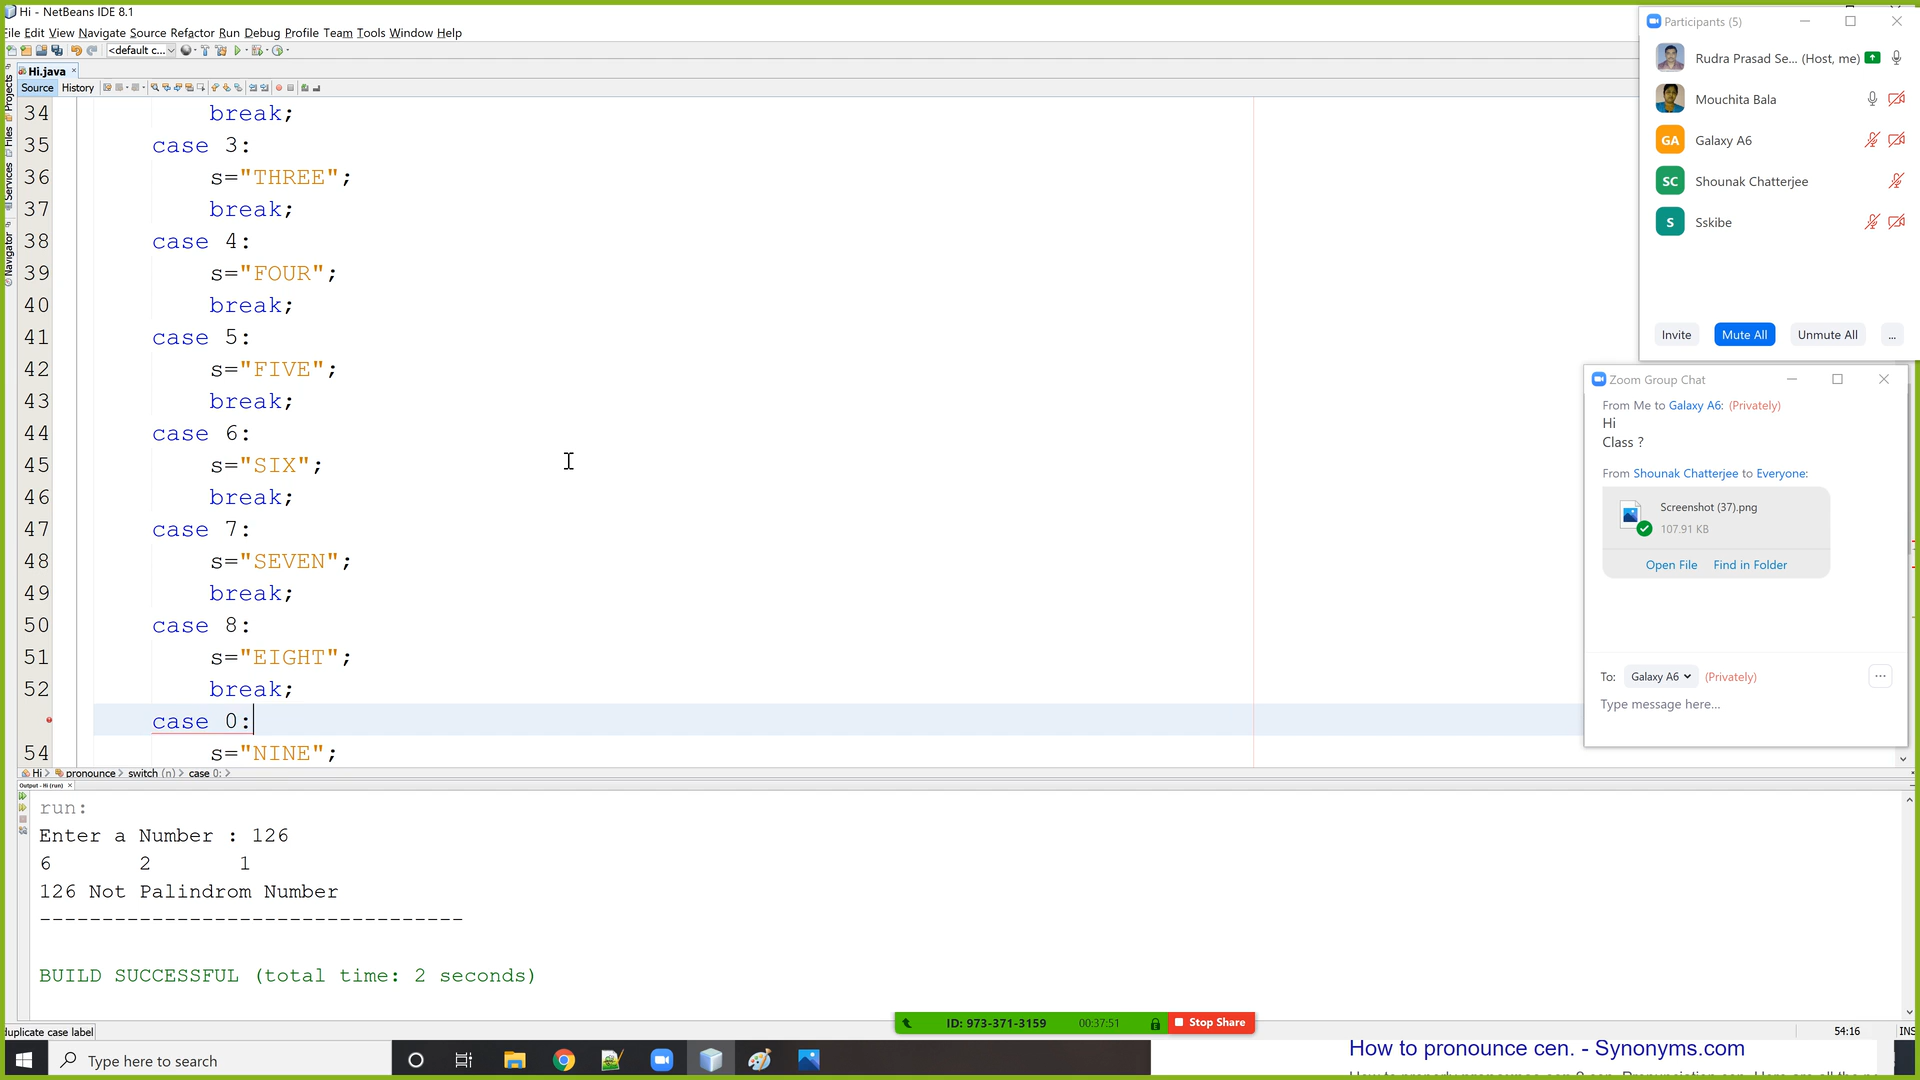 Hi - NetBeans IDE 8.1
File Edit View Navigate Source Refactor Run Debug Profile Team Tools Window Help
<default c...
Hi.java
Source History
Projects
Files
Services
Navigator
34 break;
35 case 3:
36 s="THREE";
37 break;
38 case 4:
39 s="FOUR";
40 break;
41 case 5:
42 s="FIVE";
43 break;
44 case 6:
45 s="SIX";
46 break;
47 case 7:
48 s="SEVEN";
49 break;
50 case 8:
51 s="EIGHT";
52 break;
case 0:
54 s="NINE";
Hi > pronounce > switch (n) > case 0: >
Output - Hi (run)
run:
Enter a Number : 126
6 2 1
126 Not Palindrom Number
----------------------------------
BUILD SUCCESSFUL (total time: 2 seconds)
duplicate case label
54:16
INS
Participants (5)
Rudra Prasad Se... (Host, me)
Mouchita Bala
GA Galaxy A6
SC Shounak Chatterjee
S Sskibe
Invite Mute All Unmute All ...
Zoom Group Chat
From Me to Galaxy A6: (Privately)
Hi
Class ?
From Shounak Chatterjee to Everyone:
Screenshot (37).png
107.91 KB
Open File Find in Folder
To: Galaxy A6 (Privately)
Type message here...
ID: 973-371-3159 00:37:51 Stop Share
Type here to search
How to pronounce cen. - Synonyms.com